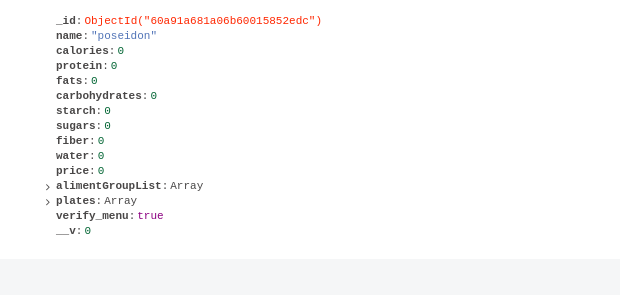 _id: ObjectId("60a91a681a06b60015852edc")
name: "poseidon"
calories: 0
protein: 0
fats: 0
carbohydrates: 0
starch: 0
sugars: 0
fiber: 0
water: 0
price: 0
> alimentGroupList: Array
> plates: Array
verify_menu: true
__v: 0